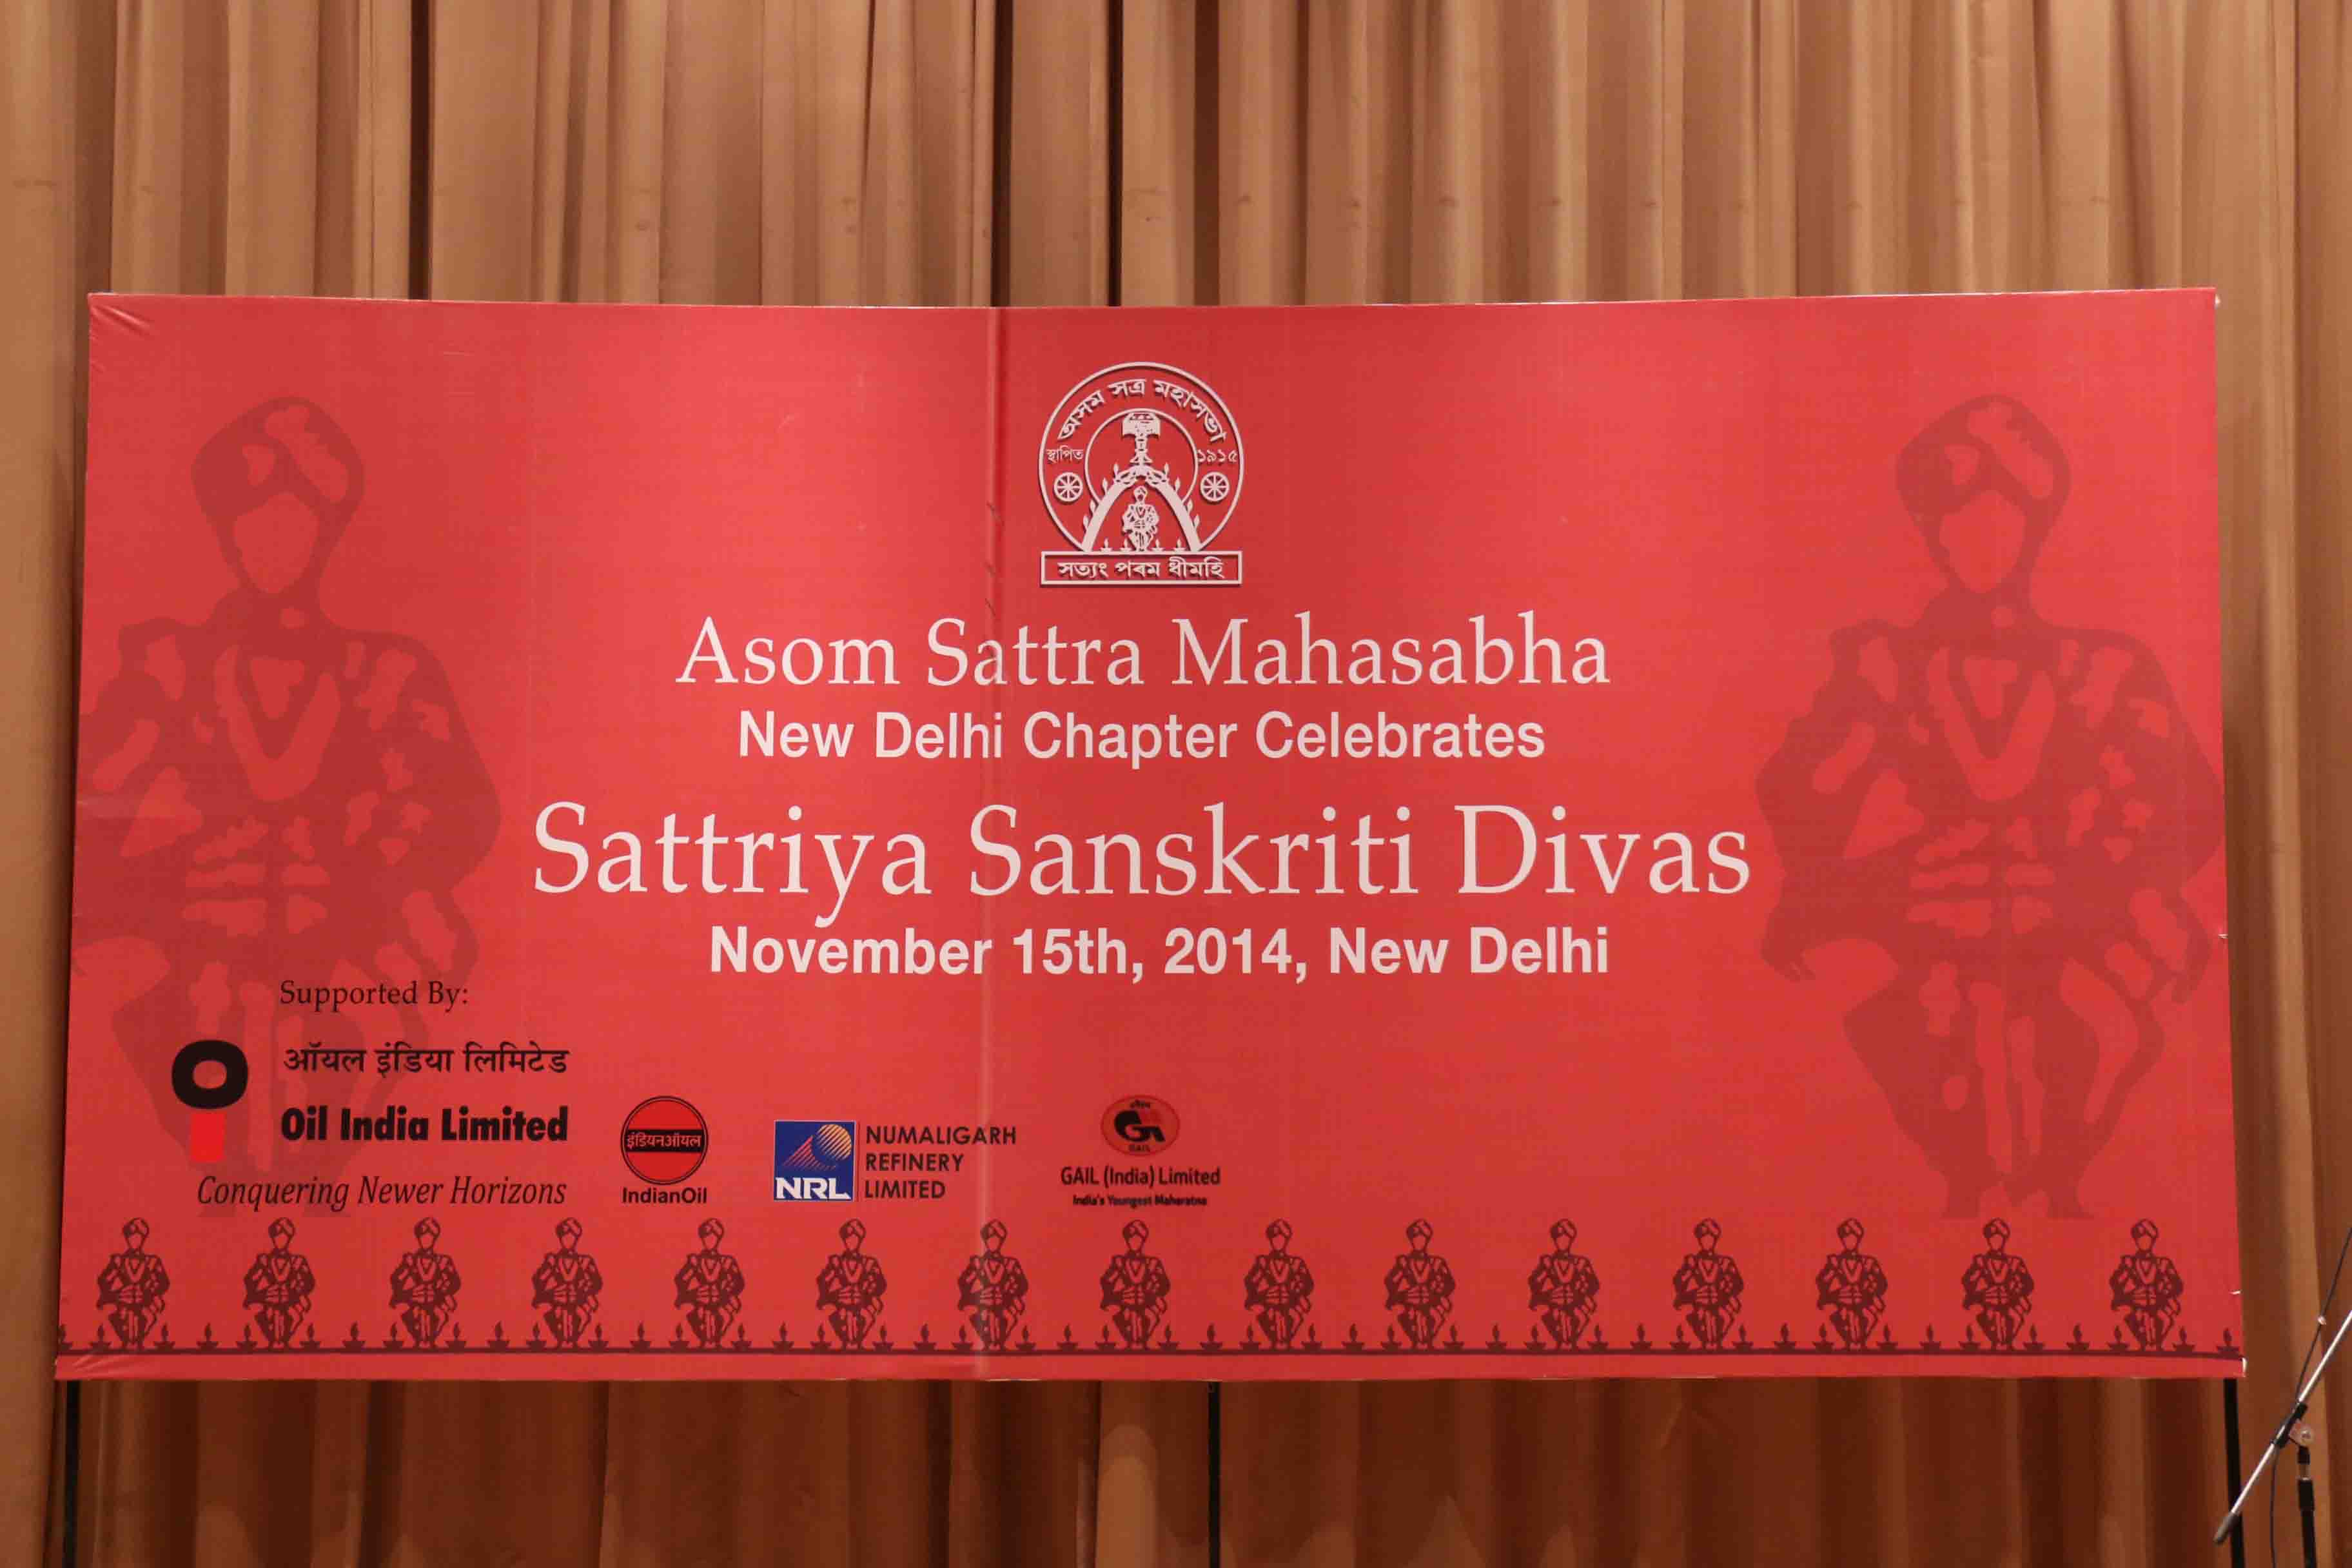 অসম সত্ৰ মহাসভা
স্থাপিত ১৯১৫
সত্যং পৰম ধীমহি
Asom Sattra Mahasabha
New Delhi Chapter Celebrates
Sattriya Sanskriti Divas
November 15th, 2014, New Delhi
Supported By:
ऑयल इंडिया लिमिटेड
Oil India Limited
Conquering Newer Horizons
इंडियनऑयल
IndianOil
NRL
NUMALIGARH
REFINERY
LIMITED
गेल
GAIL
GAIL (India) Limited
India's Youngest Maharatna